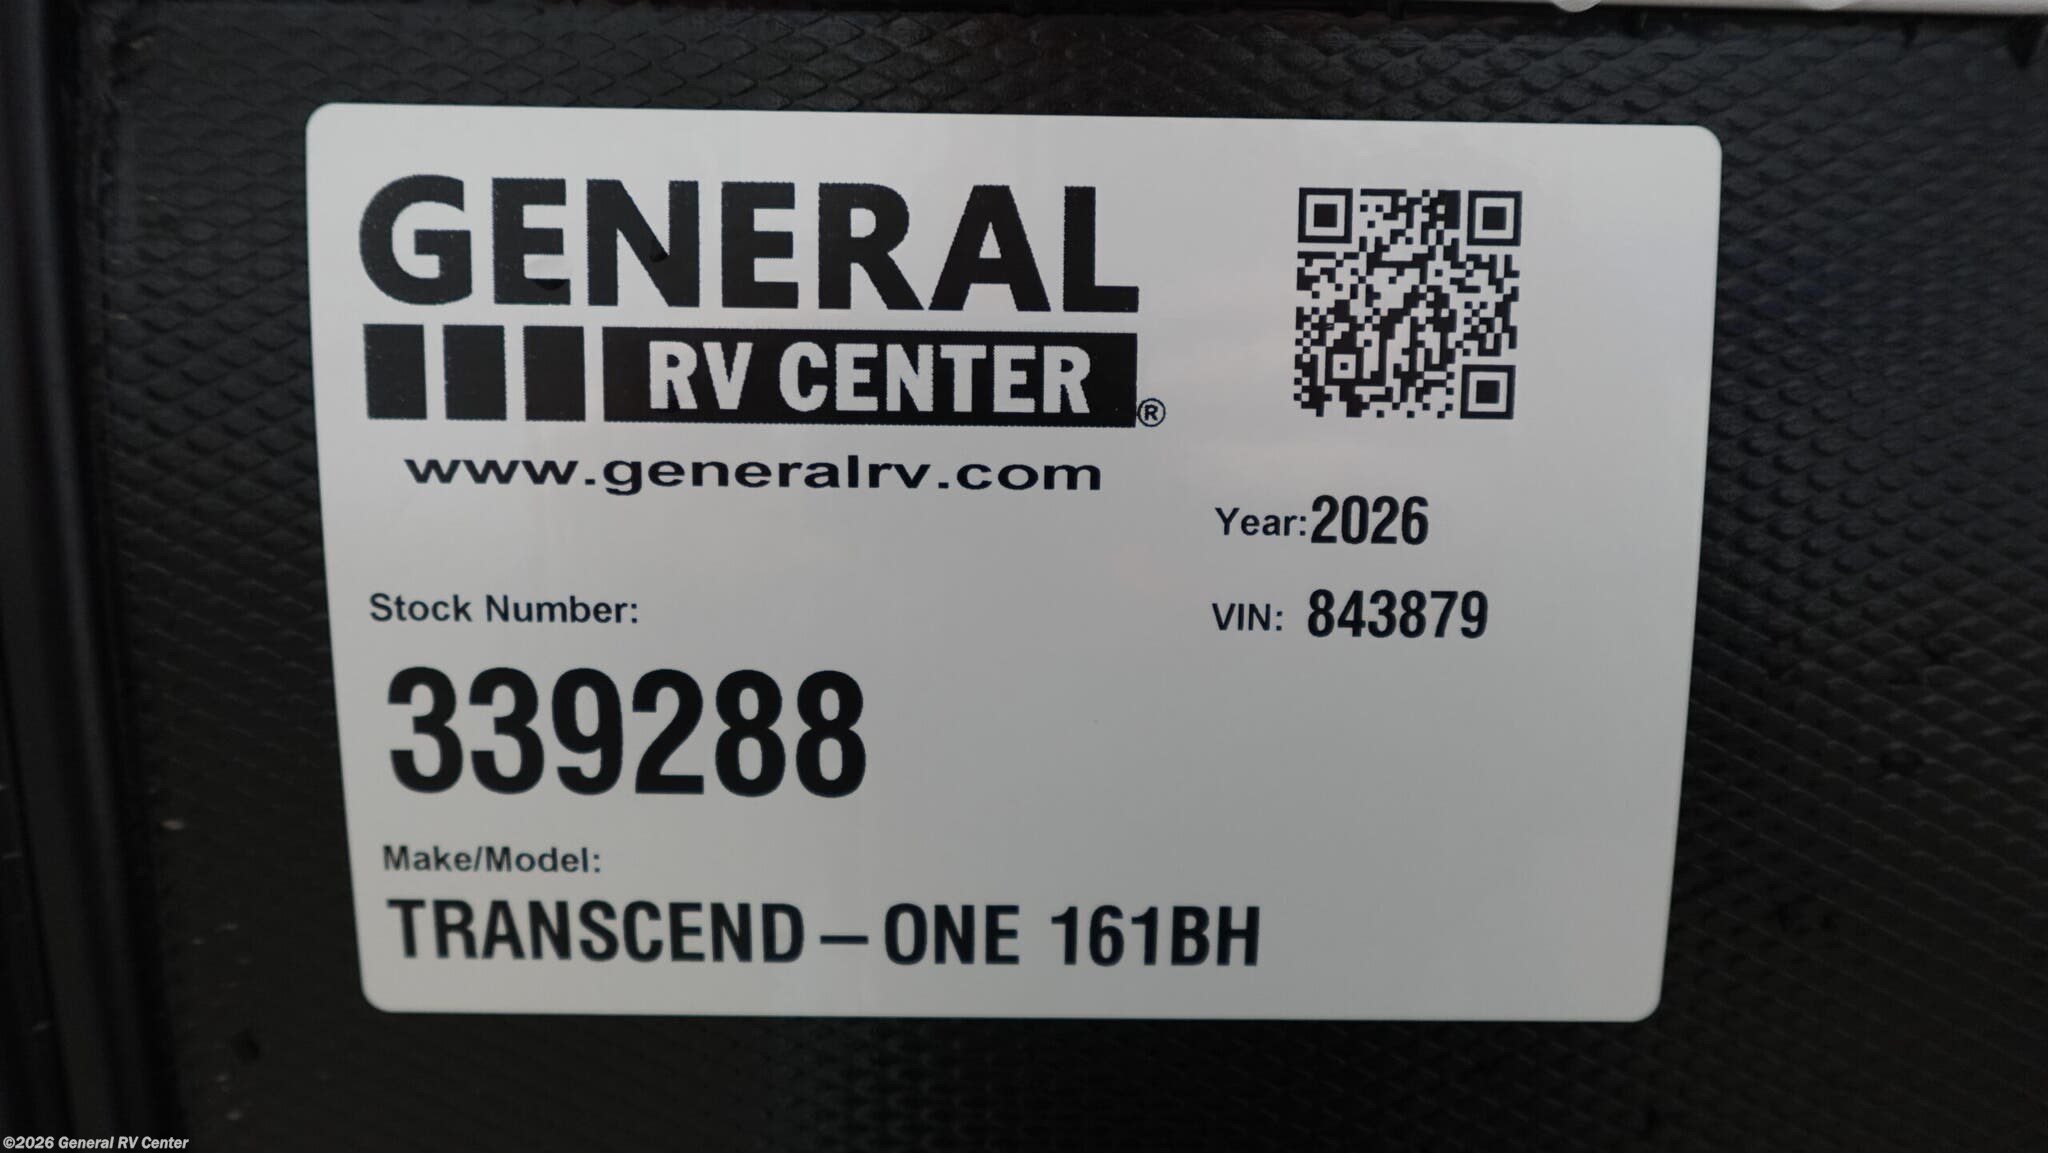 GENERAL
RV CENTER ®
www.generalrv.com
Year: 2026
VIN: 843879
Stock Number:
339288
Make/Model:
TRANSCEND – ONE 161BH
©2026 General RV Center